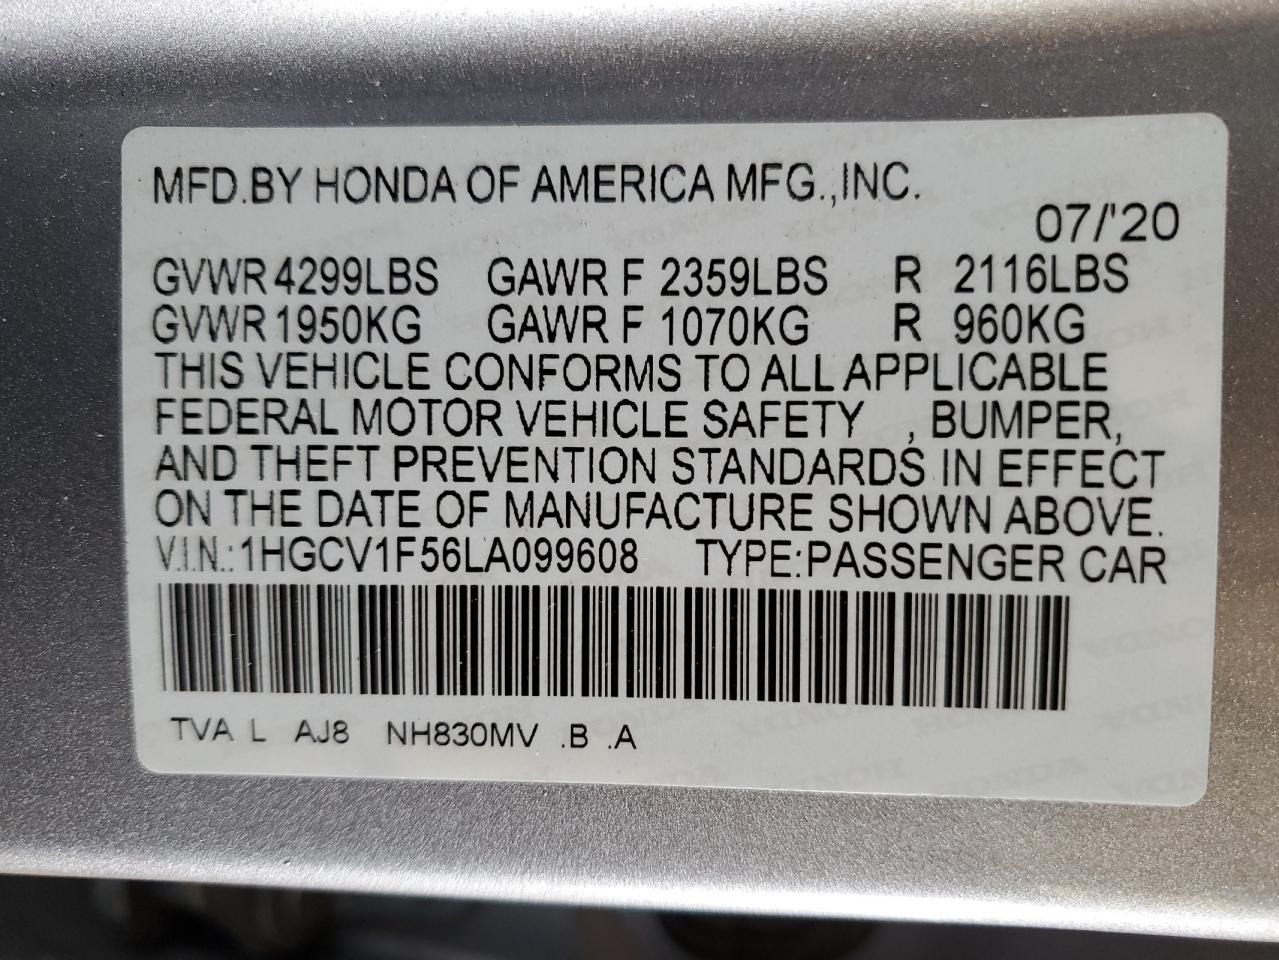 MFD.BY HONDA OF AMERICA MFG.,INC.
07/'20
GVWR 4299LBS GAWR F 2359LBS R 2116LBS
GVWR 1950KG GAWR F 1070KG R 960KG
THIS VEHICLE CONFORMS TO ALL APPLICABLE
FEDERAL MOTOR VEHICLE SAFETY , BUMPER,
AND THEFT PREVENTION STANDARDS IN EFFECT
ON THE DATE OF MANUFACTURE SHOWN ABOVE.
V.I.N.: 1HGCV1F56LA099608 TYPE:PASSENGER CAR
TVA L AJ8 NH830MV .B .A